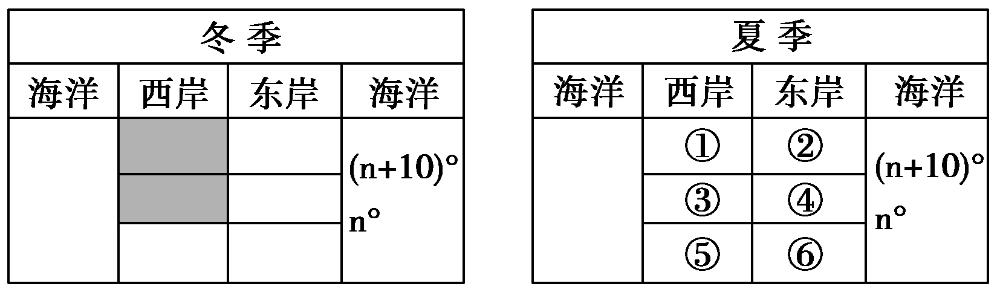 冬季
海洋 西岸 东岸 海洋
(n+10)°
n°
夏季
海洋 西岸 东岸 海洋
① ② (n+10)°
③ ④ n°
⑤ ⑥